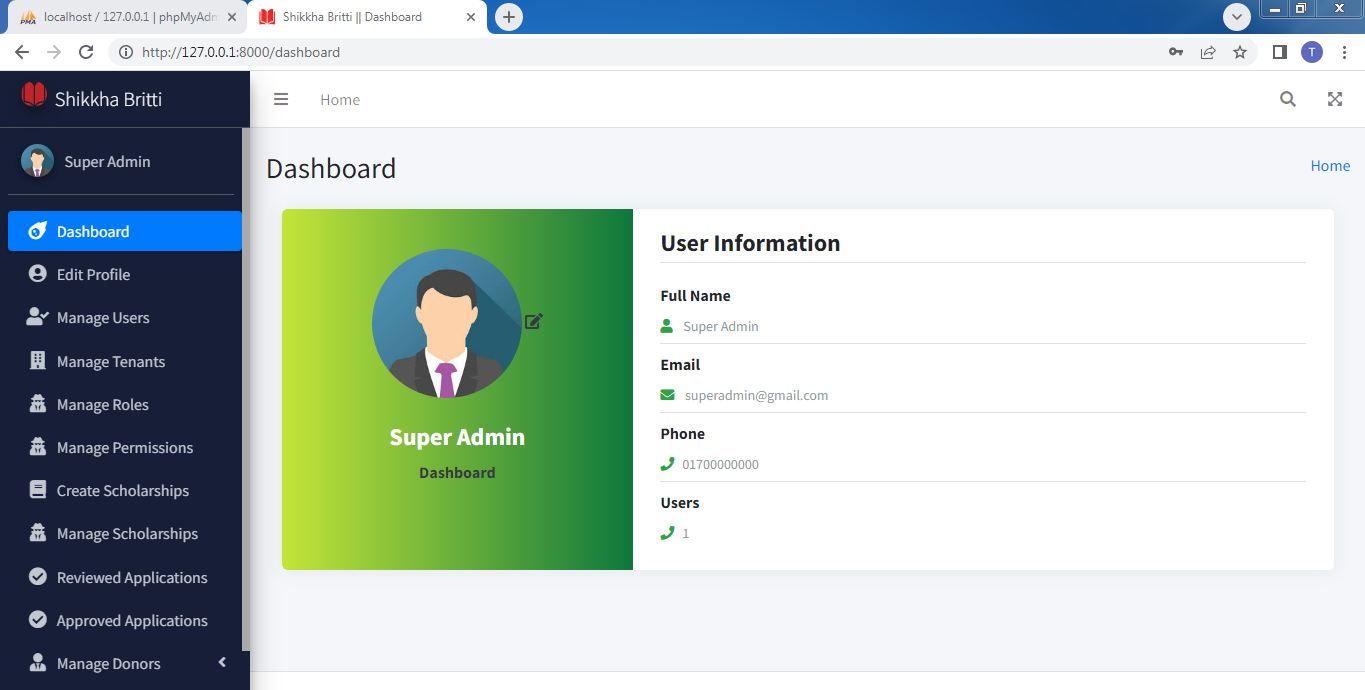 localhost / 127.0.0.1 | phpMyAdm
Shikkha Britti || Dashboard
http://127.0.0.1:8000/dashboard
T
Shikkha Britti
Home
Super Admin
Dashboard
Home
Dashboard
Edit Profile
Manage Users
Manage Tenants
Manage Roles
Manage Permissions
Create Scholarships
Manage Scholarships
Reviewed Applications
Approved Applications
Manage Donors
Super Admin
Dashboard
User Information
Full Name
Super Admin
Email
superadmin@gmail.com
Phone
01700000000
Users
1